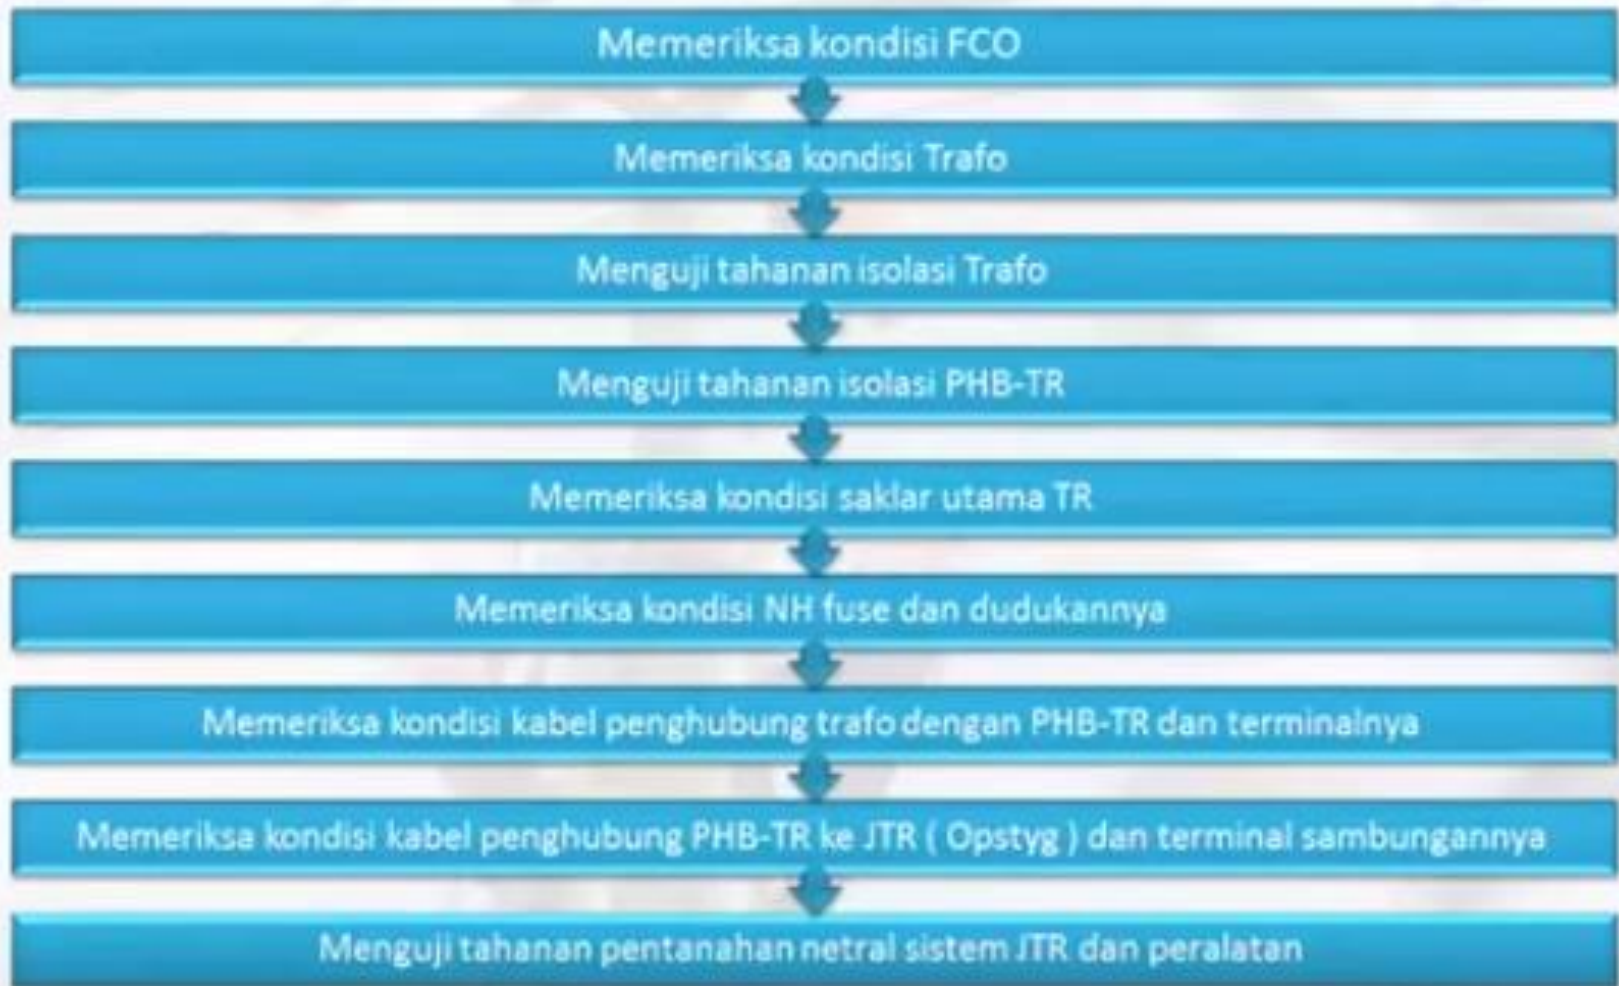 Memeriksa kondisi FCO
Memeriksa kondisi Trafo
Menguji tahanan isolasi Trafo
Menguji tahanan isolasi PHB-TR
Memeriksa kondisi saklar utama TR
Memeriksa kondisi NH fuse dan dudukannya
Memeriksa kondisi kabel penghubung trafo dengan PHB-TR dan terminalnya
Memeriksa kondisi kabel penghubung PHB-TR ke JTR ( Opstyg ) dan terminal sambungannya
Menguji tahanan pentanahan netral sistem JTR dan peralatan